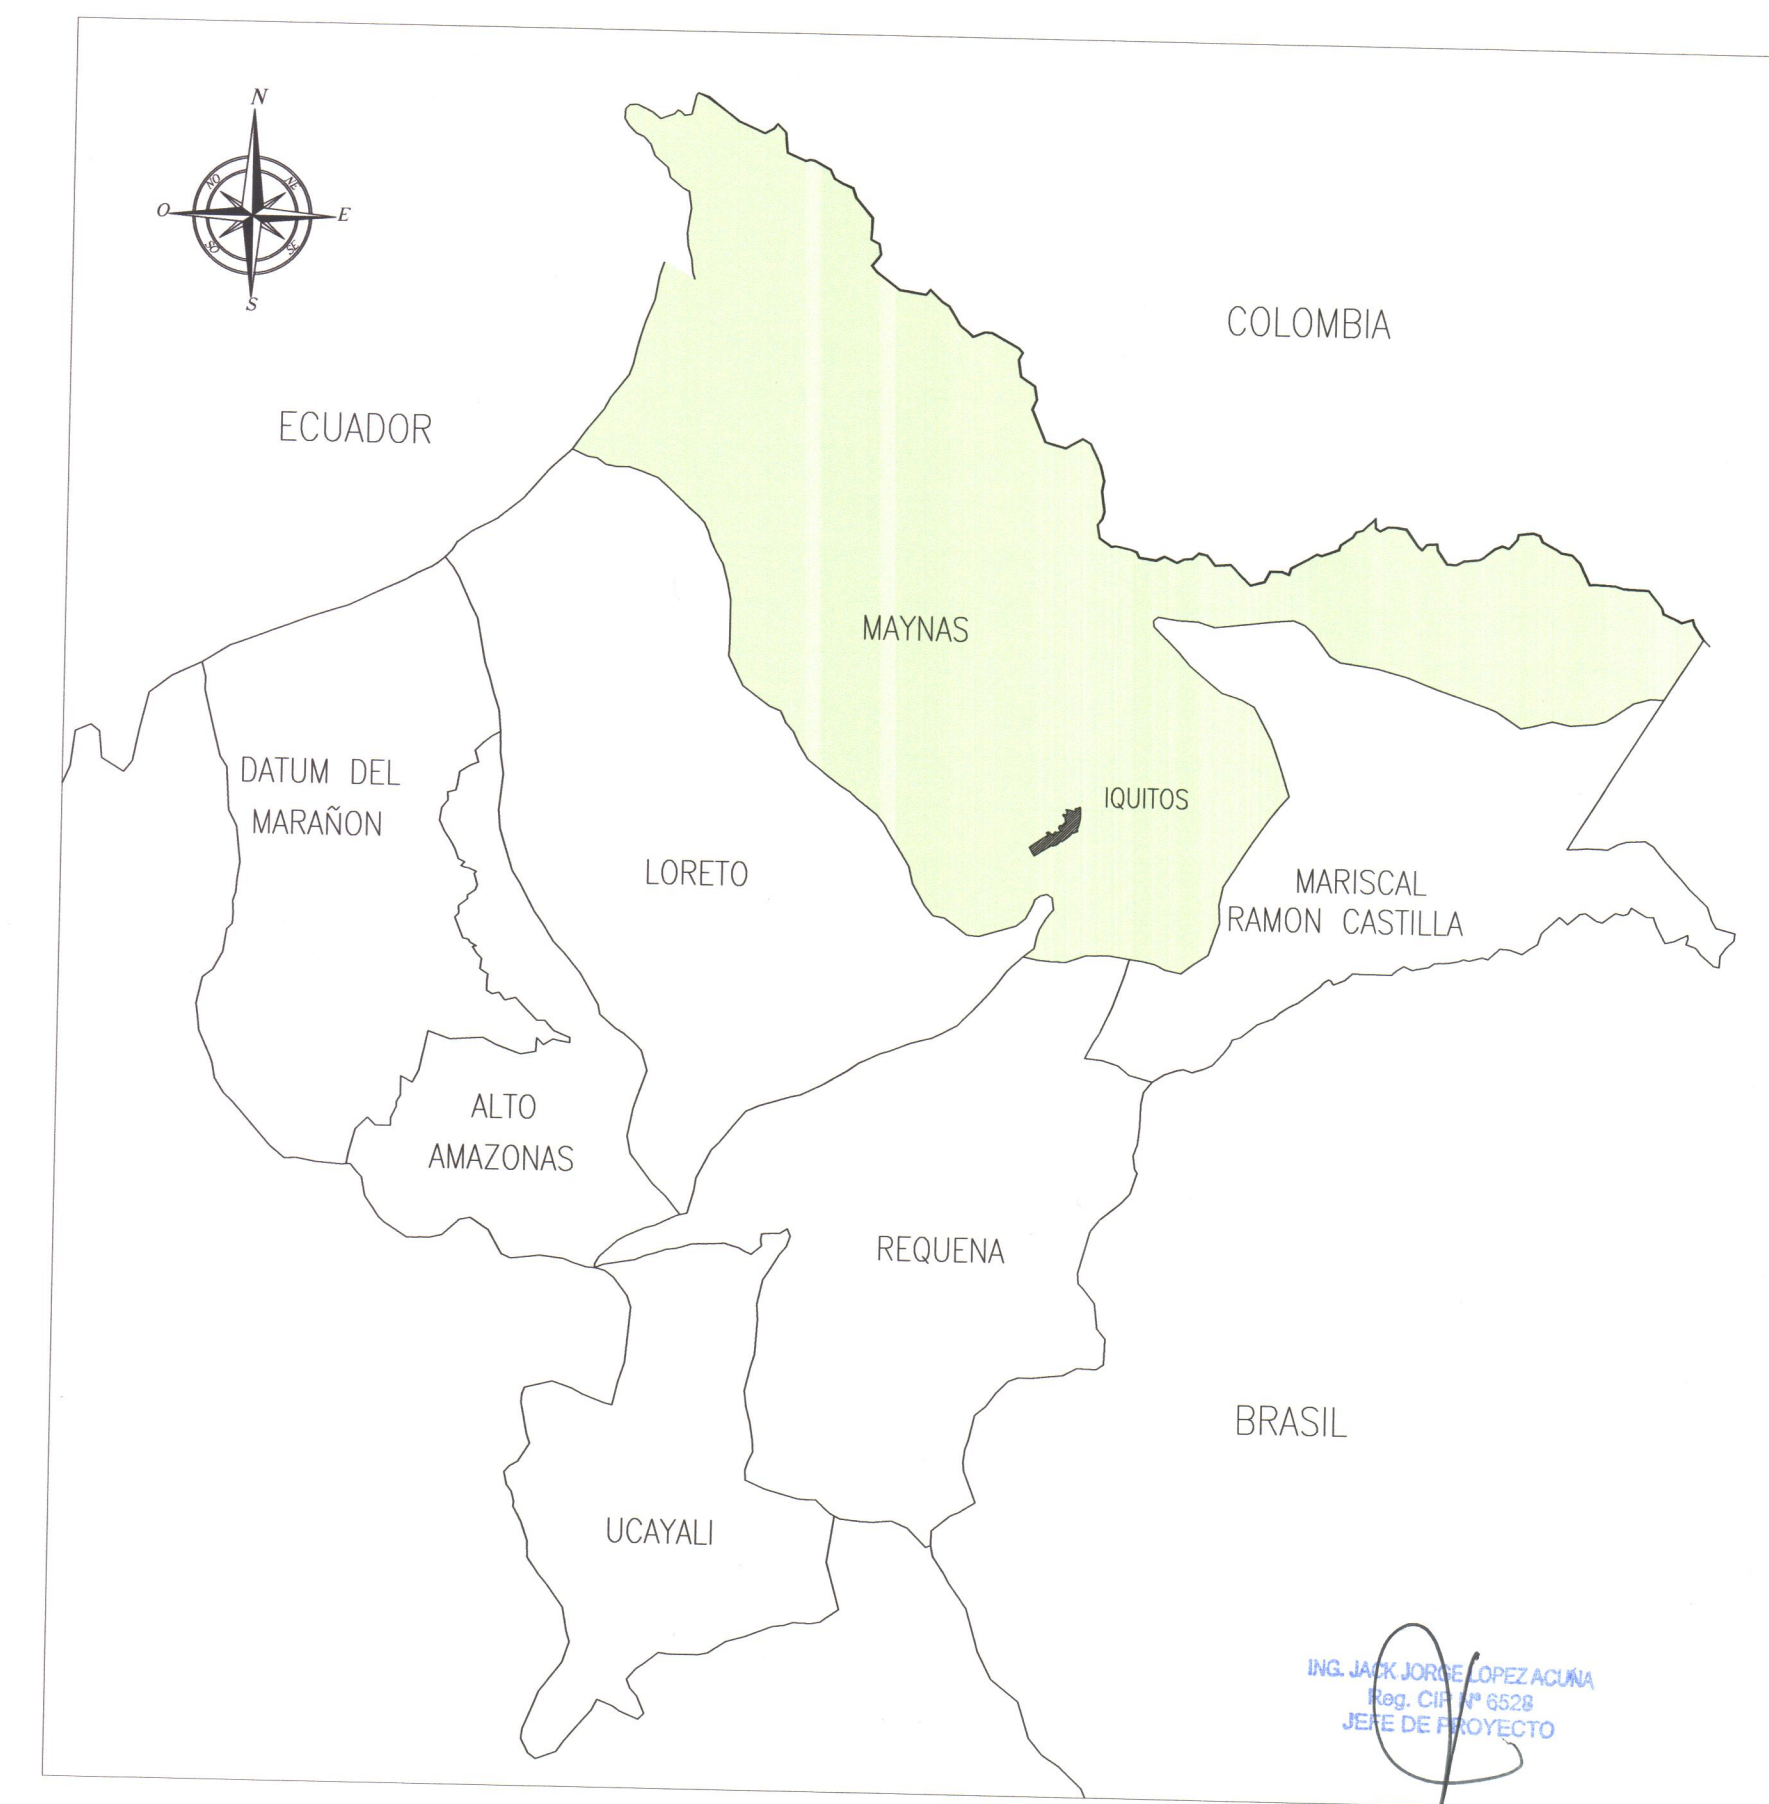 N
NO
NE
O
E
SO
SE
S
COLOMBIA
ECUADOR
MAYNAS
DATUM DEL
MARAÑON
IQUITOS
LORETO
MARISCAL
RAMON CASTILLA
ALTO
AMAZONAS
REQUENA
BRASIL
UCAYALI
ING. JACK JORGE LOPEZ ACUÑA
Reg. CIP Nº 6528
JEFE DE PROYECTO